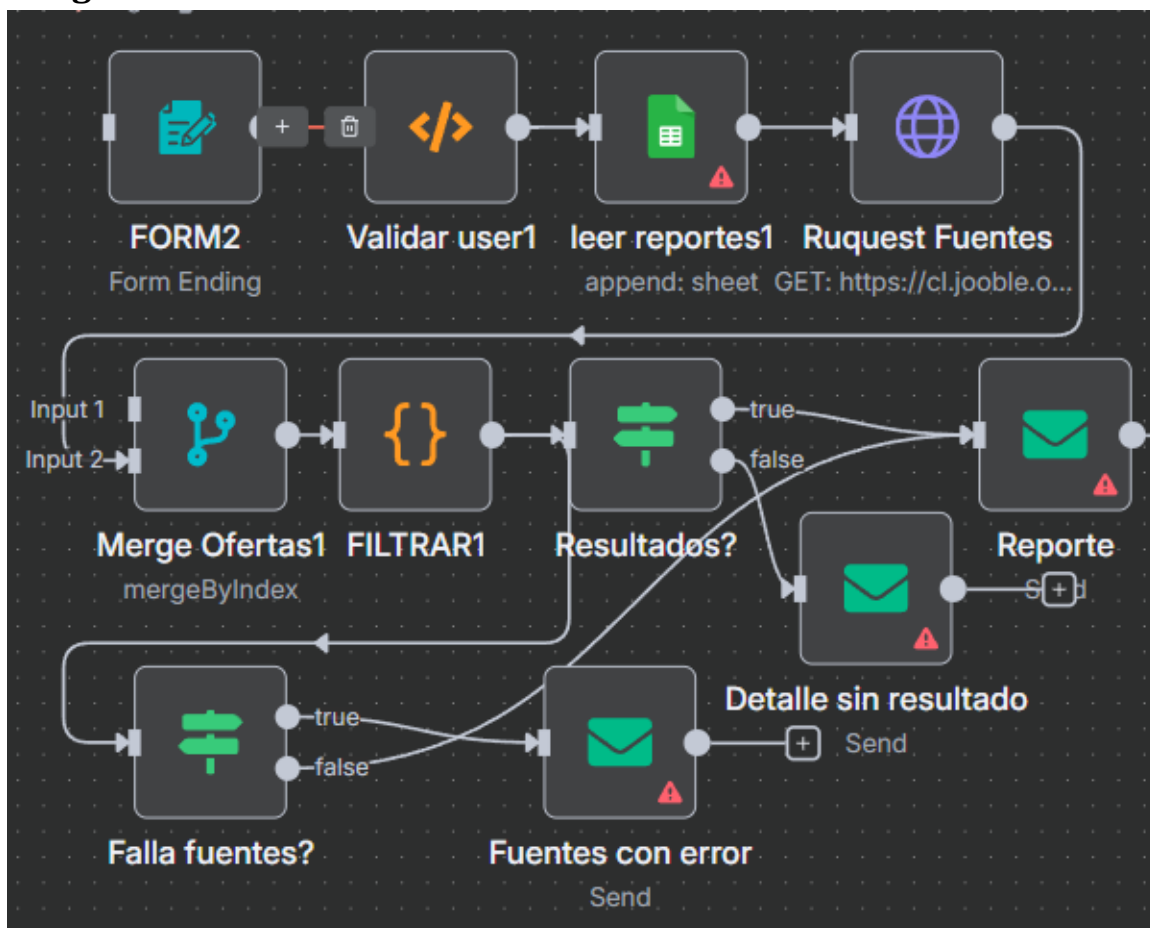 FORM2
Form Ending
Validar user1
leer reportes1
append: sheet
Ruquest Fuentes
GET: https://cl.jooble.o...
Input 1
Input 2
Merge Ofertas1
mergeByIndex
FILTRAR1
Resultados?
true
false
Reporte
Detalle sin resultado
Send
Falla fuentes?
true
false
Fuentes con error
Send